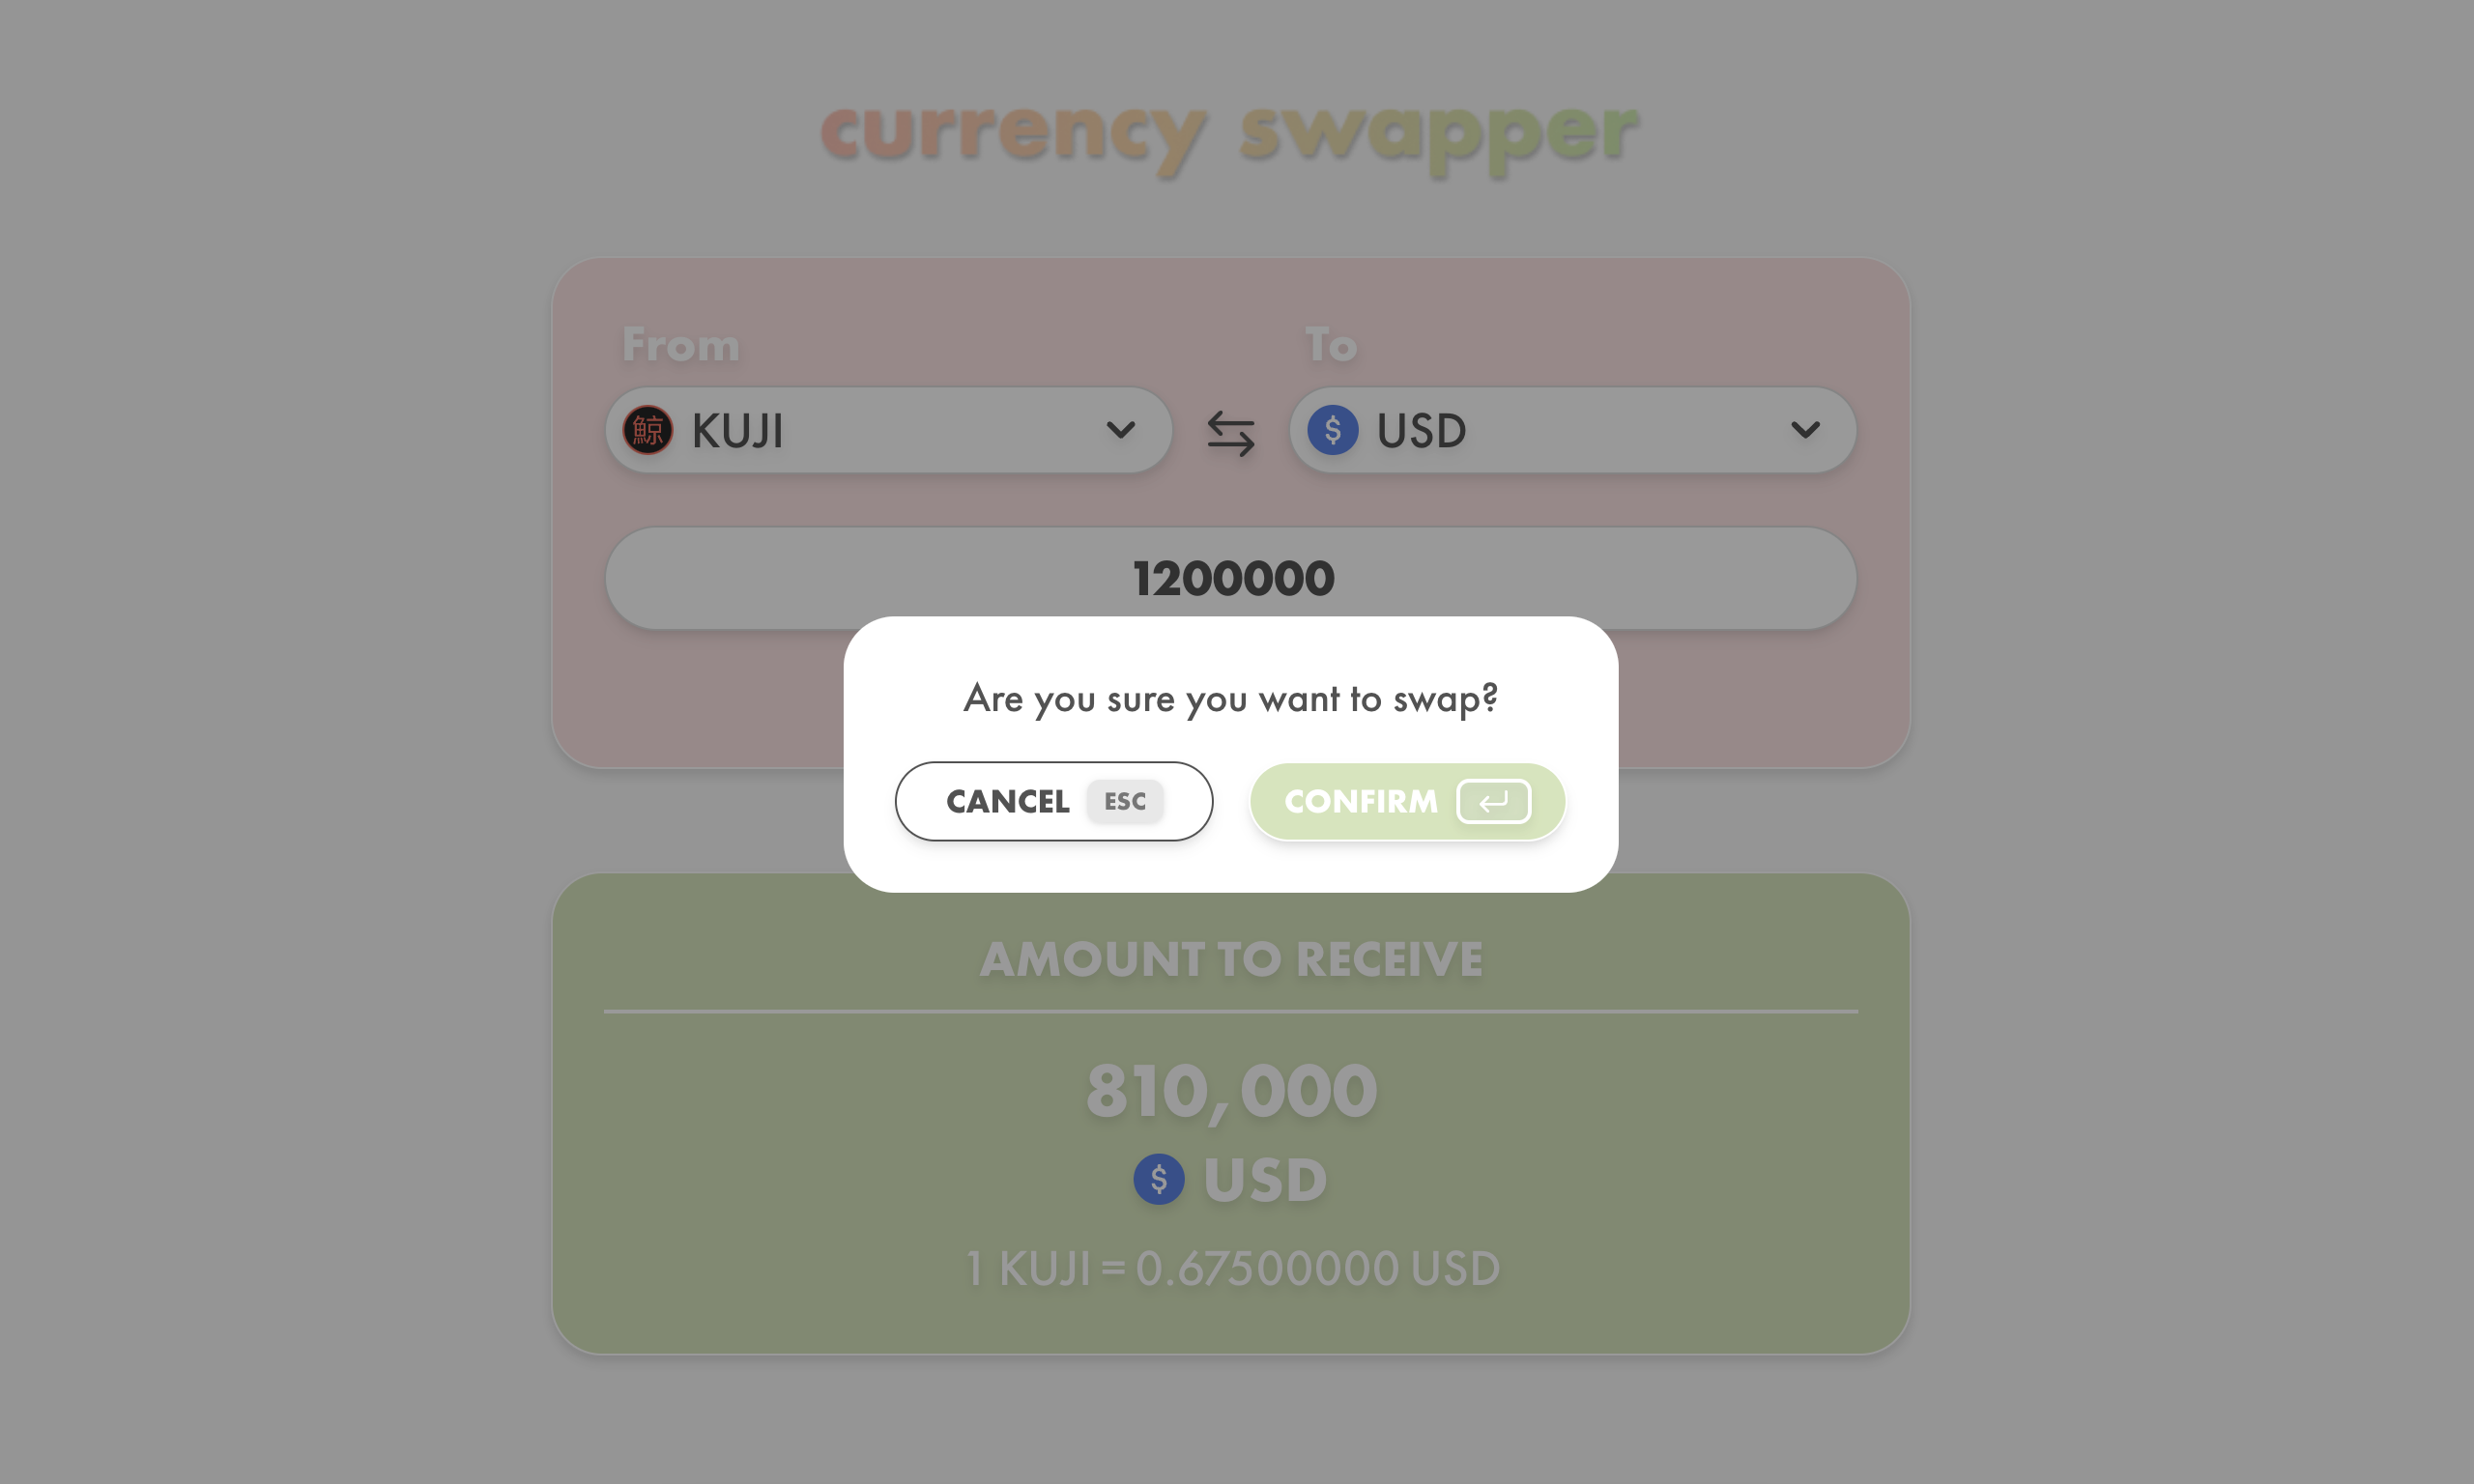 currency swapper
From
To
鯨 KUJI
$ USD
1200000
Are you sure you want to swap?
CANCEL ESC
CONFIRM
AMOUNT TO RECEIVE
810,000
$ USD
1 KUJI = 0.67500000 USD